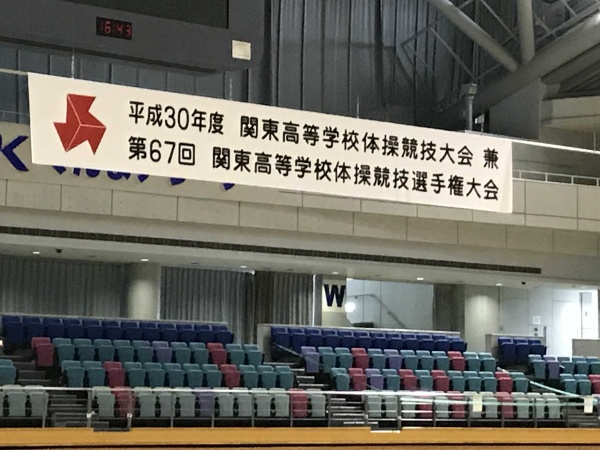 16:43
平成30年度 関東高等学校体操競技大会 兼
第67回 関東高等学校体操競技選手権大会
W